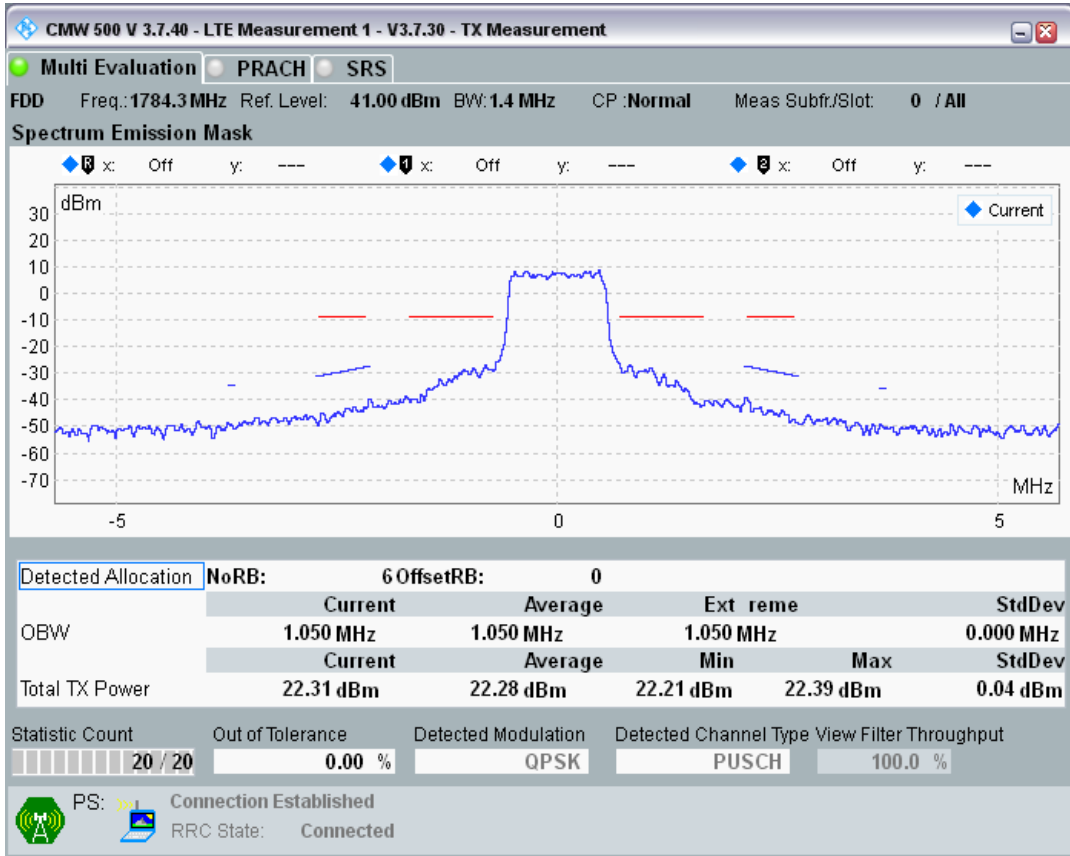 CMW 500 V 3.7.40 - LTE Measurement 1 - V3.7.30 - TX Measurement
Multi Evaluation PRACH SRS
FDD Freq.: 1784.3 MHz Ref. Level: 41.00 dBm BW: 1.4 MHz CP : Normal Meas Subfr./Slot: 0 / All
Spectrum Emission Mask
R x: Off y: --- 1 x: Off y: --- 2 x: Off y: ---
dBm
Current
30
20
10
0
-10
-20
-30
-40
-50
-60
-70
MHz
-5 0 5
Detected Allocation NoRB: 6 OffsetRB: 0
Current Average Ext reme StdDev
OBW 1.050 MHz 1.050 MHz 1.050 MHz 0.000 MHz
Current Average Min Max StdDev
Total TX Power 22.31 dBm 22.28 dBm 22.21 dBm 22.39 dBm 0.04 dBm
Statistic Count Out of Tolerance Detected Modulation Detected Channel Type View Filter Throughput
20 / 20 0.00 % QPSK PUSCH 100.0 %
PS: Connection Established
RRC State: Connected